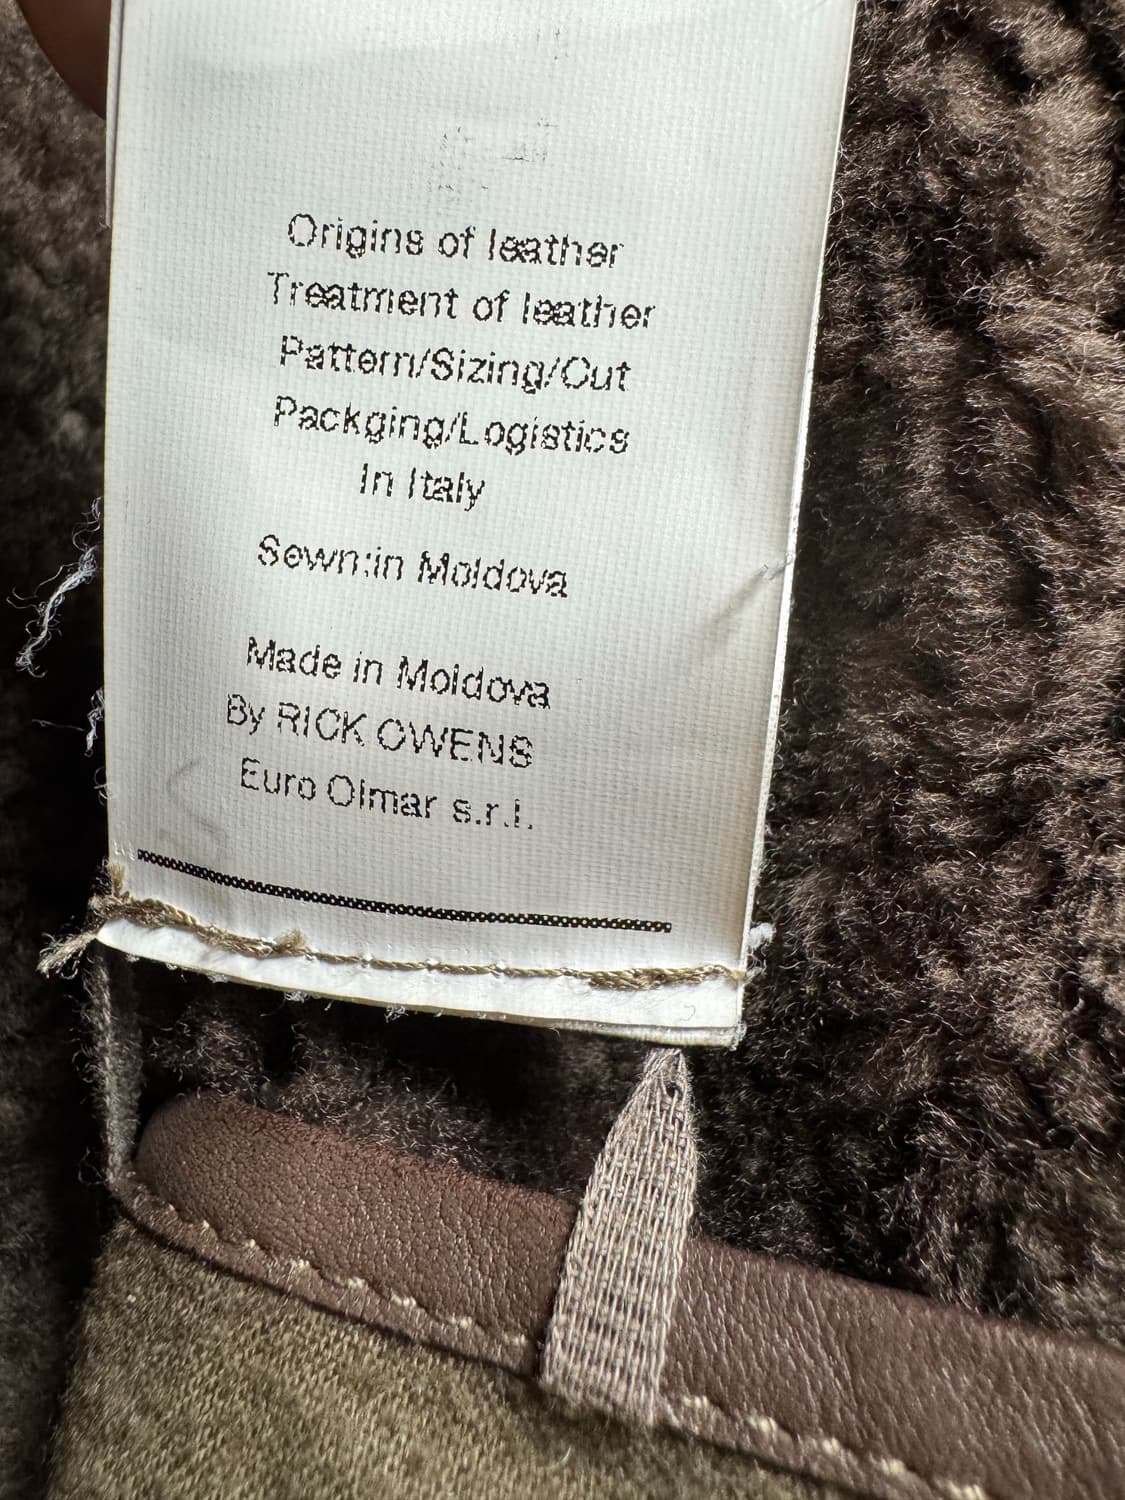 Origins of leather
Treatment of leather
Pattern/Sizing/Cut
Packging/Logistics
In Italy
Sewn:in Moldova
Made in Moldova
By RICK OWENS
Euro Olmar s.r.l.